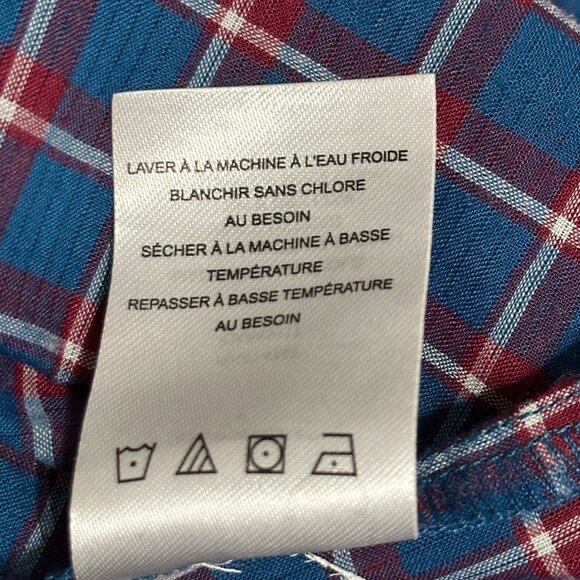 LAVER À LA MACHINE À L'EAU FROIDE
BLANCHIR SANS CHLORE
AU BESOIN
SÉCHER À LA MACHINE À BASSE
TEMPÉRATURE
REPASSER À BASSE TEMPÉRATURE
AU BESOIN